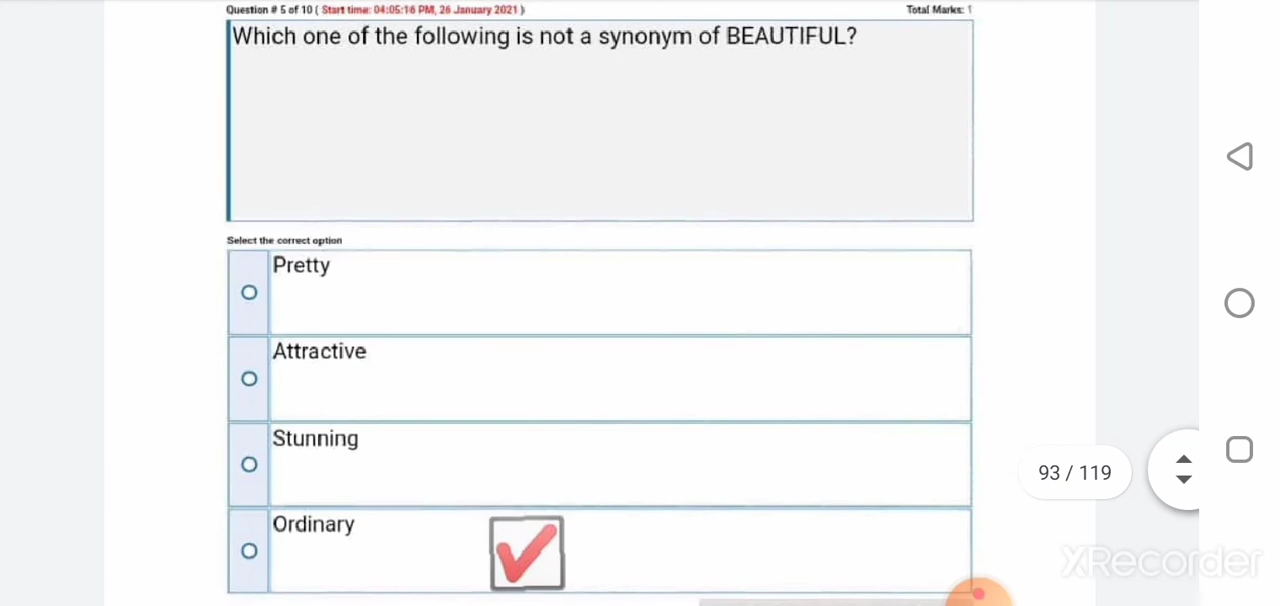 Question # 5 of 10 ( Start time: 04:05:16 PM, 26 January 2021 )
Total Marks: 1
Which one of the following is not a synonym of BEAUTIFUL?
Select the correct option
Pretty
Attractive
Stunning
Ordinary
93 / 119
XRecorder